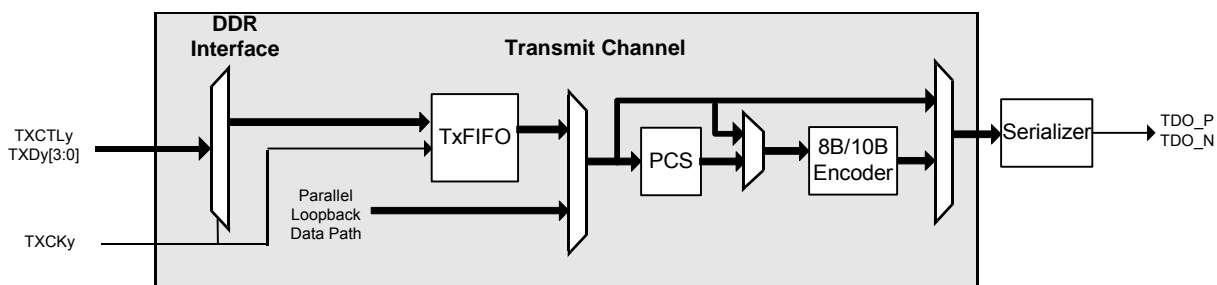 DDR
Interface
Transmit Channel
TXCTLy
TXDy[3:0]
TxFIFO
PCS
8B/10B
Encoder
Serializer
TDO_P
TDO_N
Parallel
Loopback
Data Path
TXCKy